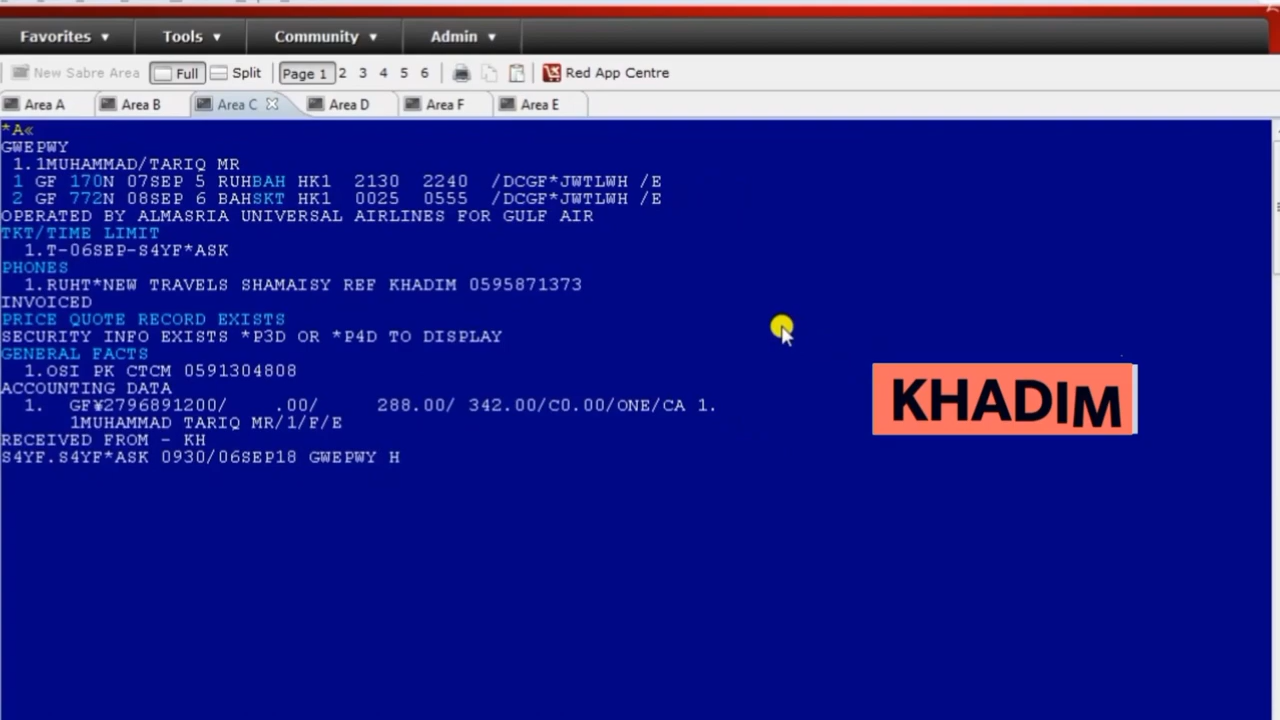 Favorites ▾ Tools ▾ Community ▾ Admin ▾
New Sabre Area Full Split Page 1 2 3 4 5 6 Red App Centre
Area A Area B Area C Area D Area F Area E
*A«
GWEPWY
1.1MUHAMMAD/TARIQ MR
1 GF 170N 07SEP 5 RUHBAH HK1 2130 2240 /DCGF*JWTLWH /E
2 GF 772N 08SEP 6 BAHSKT HK1 0025 0555 /DCGF*JWTLWH /E
OPERATED BY ALMASRIA UNIVERSAL AIRLINES FOR GULF AIR
TKT/TIME LIMIT
1.T-06SEP-S4YF*ASK
PHONES
1.RUHT*NEW TRAVELS SHAMAISY REF KHADIM 0595871373
INVOICED
PRICE QUOTE RECORD EXISTS
SECURITY INFO EXISTS *P3D OR *P4D TO DISPLAY
GENERAL FACTS
1.OSI PK CTCM 0591304808
ACCOUNTING DATA
1. GF¥2796891200/ .00/ 288.00/ 342.00/C0.00/ONE/CA 1.
1MUHAMMAD TARIQ MR/1/F/E
RECEIVED FROM - KH
S4YF.S4YF*ASK 0930/06SEP18 GWEPWY H
KHADIM